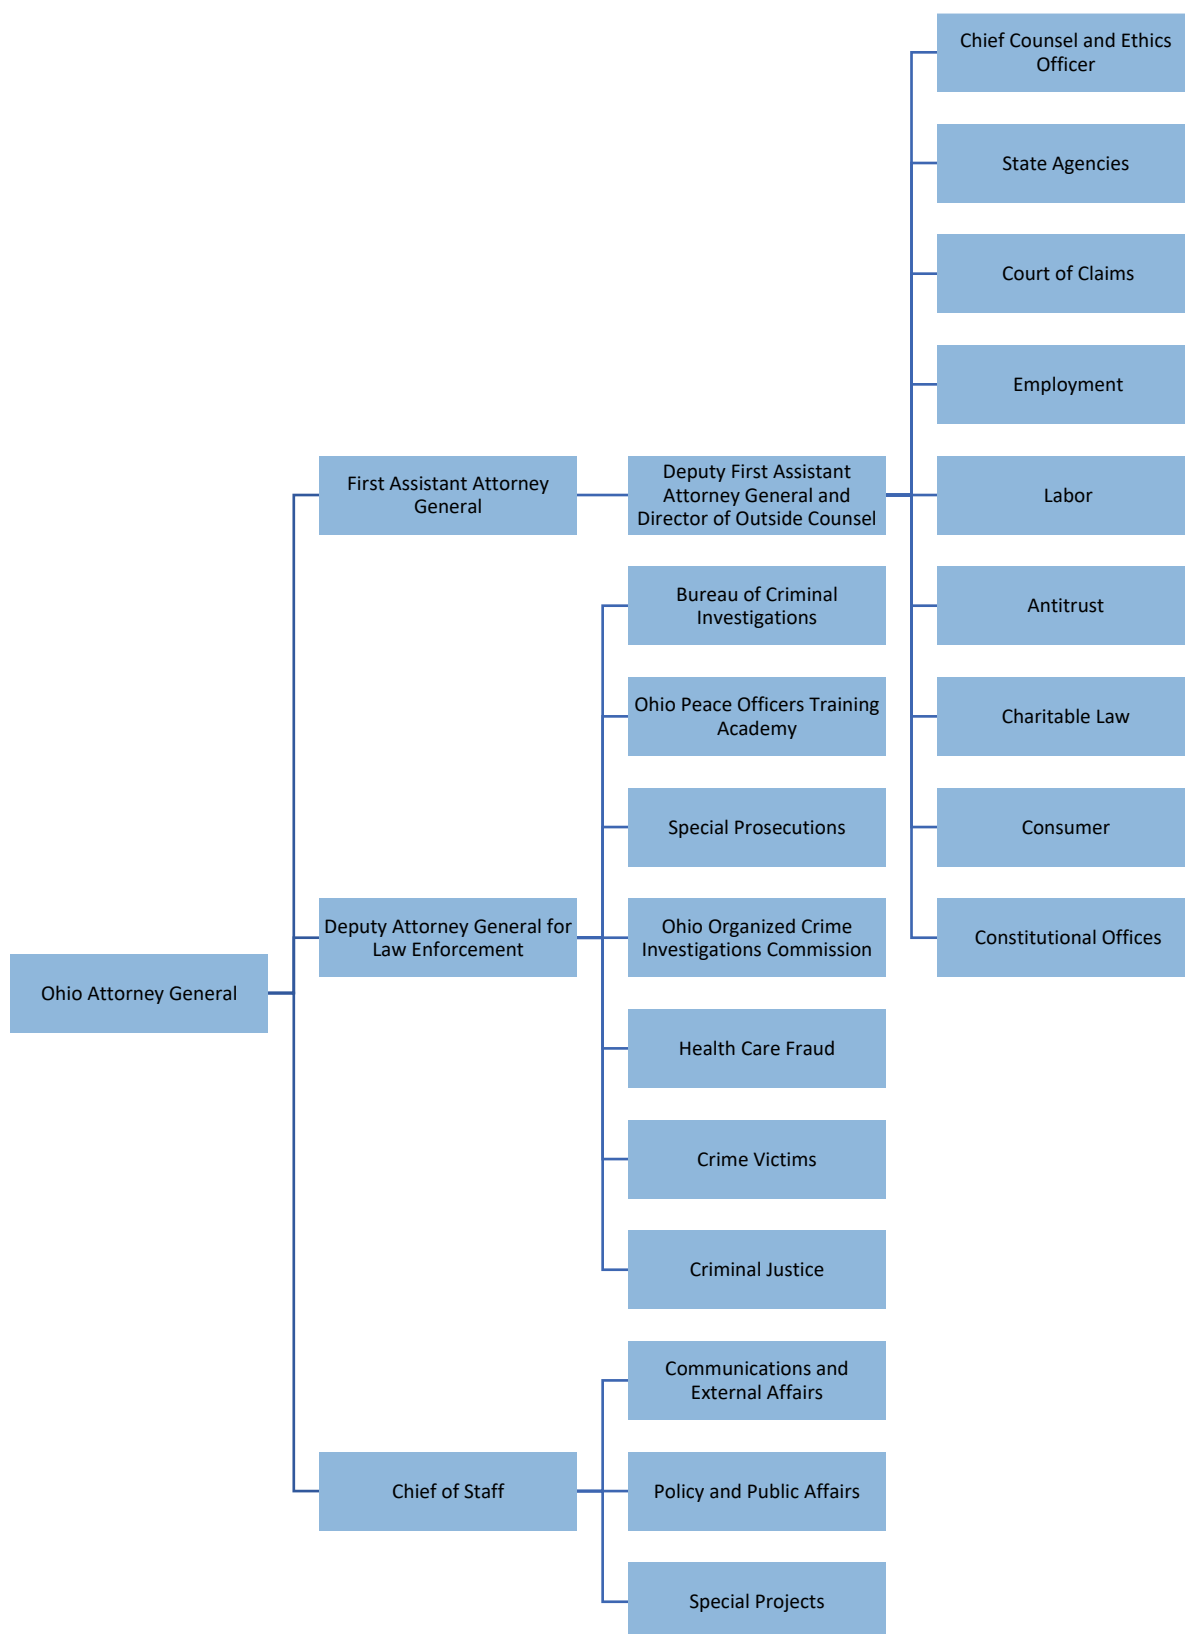 Chief Counsel and Ethics
Officer
State Agencies
Court of Claims
Employment
First Assistant Attorney
General
Deputy First Assistant
Attorney General and
Director of Outside Counsel
Labor
Bureau of Criminal
Investigations
Antitrust
Ohio Peace Officers Training
Academy
Charitable Law
Special Prosecutions
Consumer
Deputy Attorney General for
Law Enforcement
Ohio Organized Crime
Investigations Commission
Constitutional Offices
Ohio Attorney General
Health Care Fraud
Crime Victims
Criminal Justice
Communications and
External Affairs
Chief of Staff
Policy and Public Affairs
Special Projects